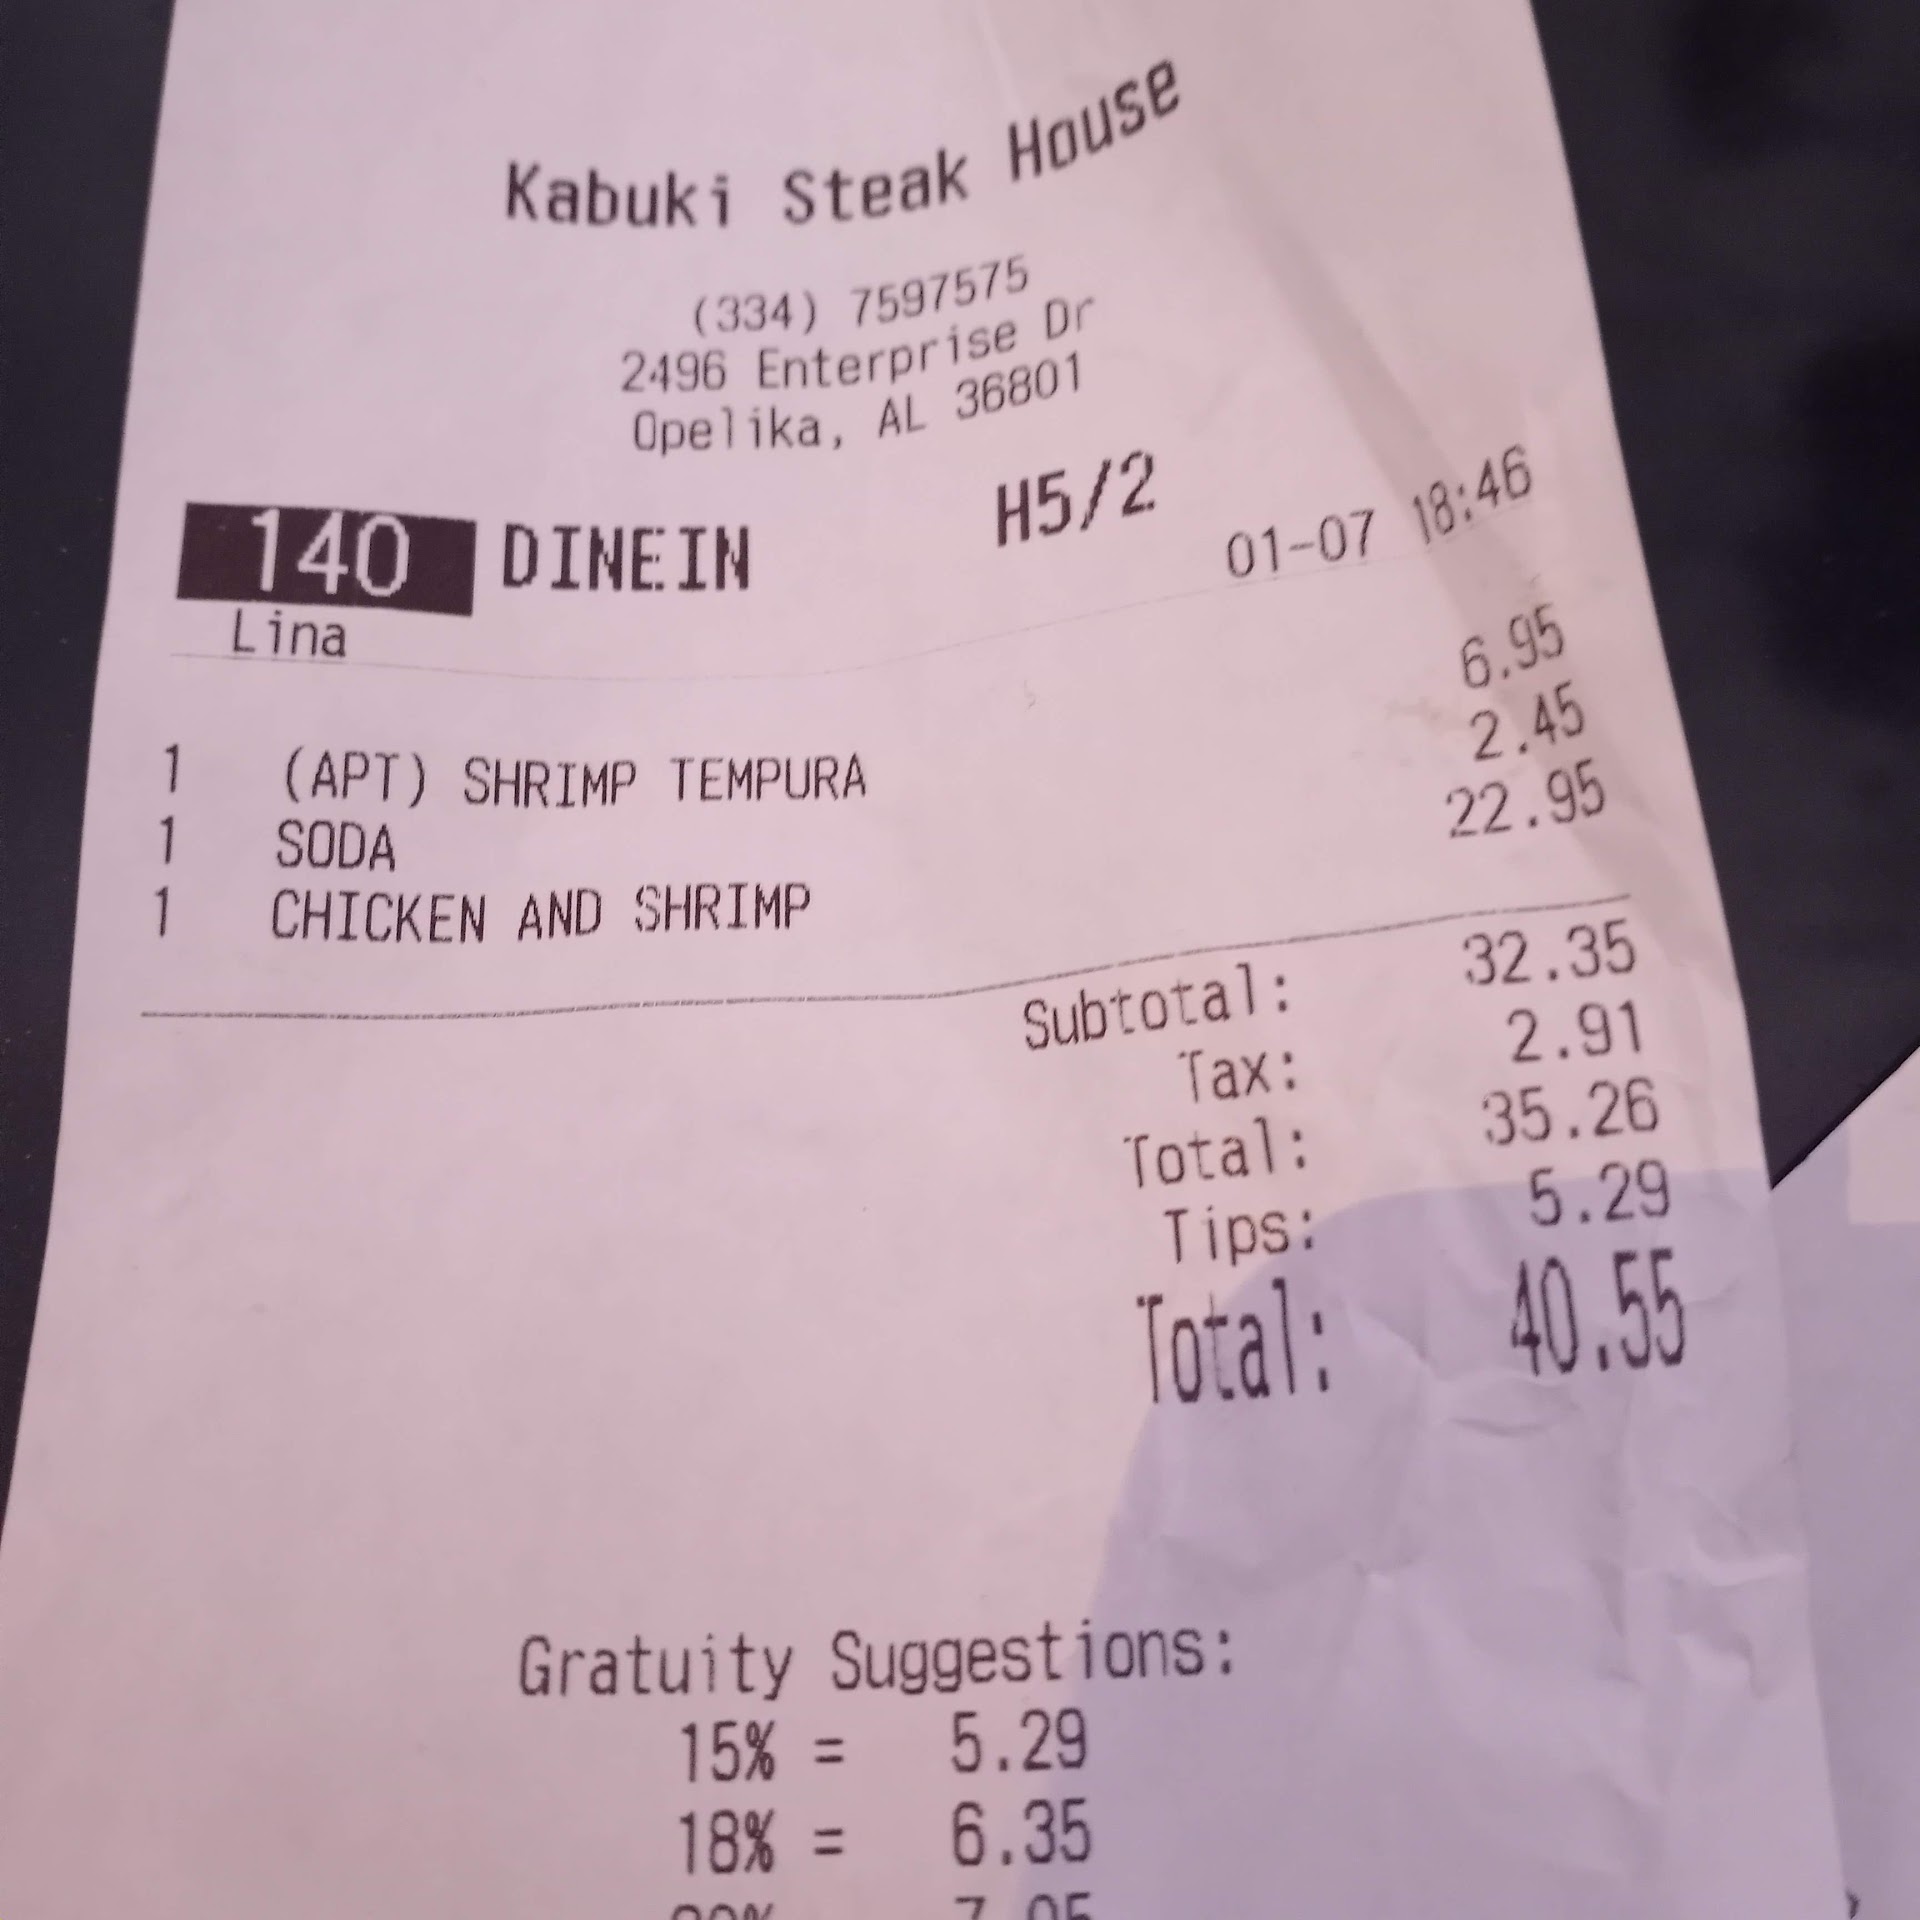 Kabuki Steak House
(334) 7597575
2496 Enterprise Dr
Opelika, AL 36801
140 DINEIN H5/2 01-07 18:46
Lina
1 (APT) SHRIMP TEMPURA 6.95
1 SODA 2.45
1 CHICKEN AND SHRIMP 22.95
Subtotal: 32.35
Tax: 2.91
Total: 35.26
Tips: 5.29
Total: 40.55
Gratuity Suggestions:
15% = 5.29
18% = 6.35